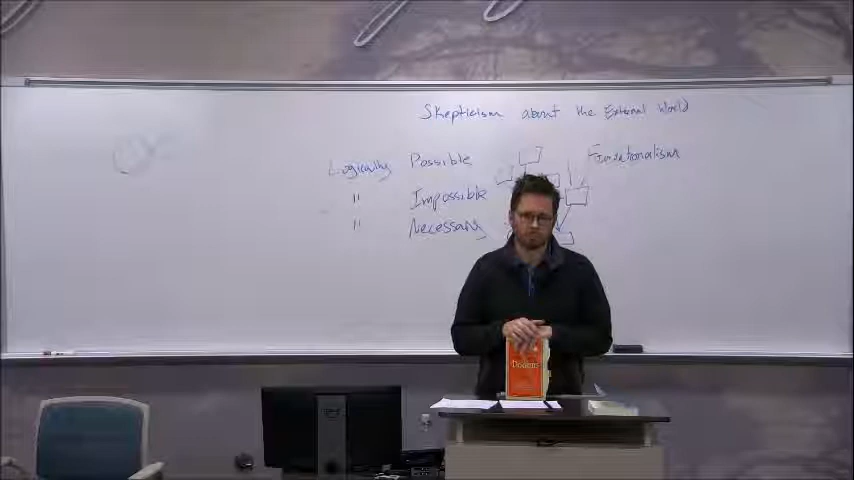 Skepticism about the External World
Logically Possible Foundationalism
" Impossible
" Necessary